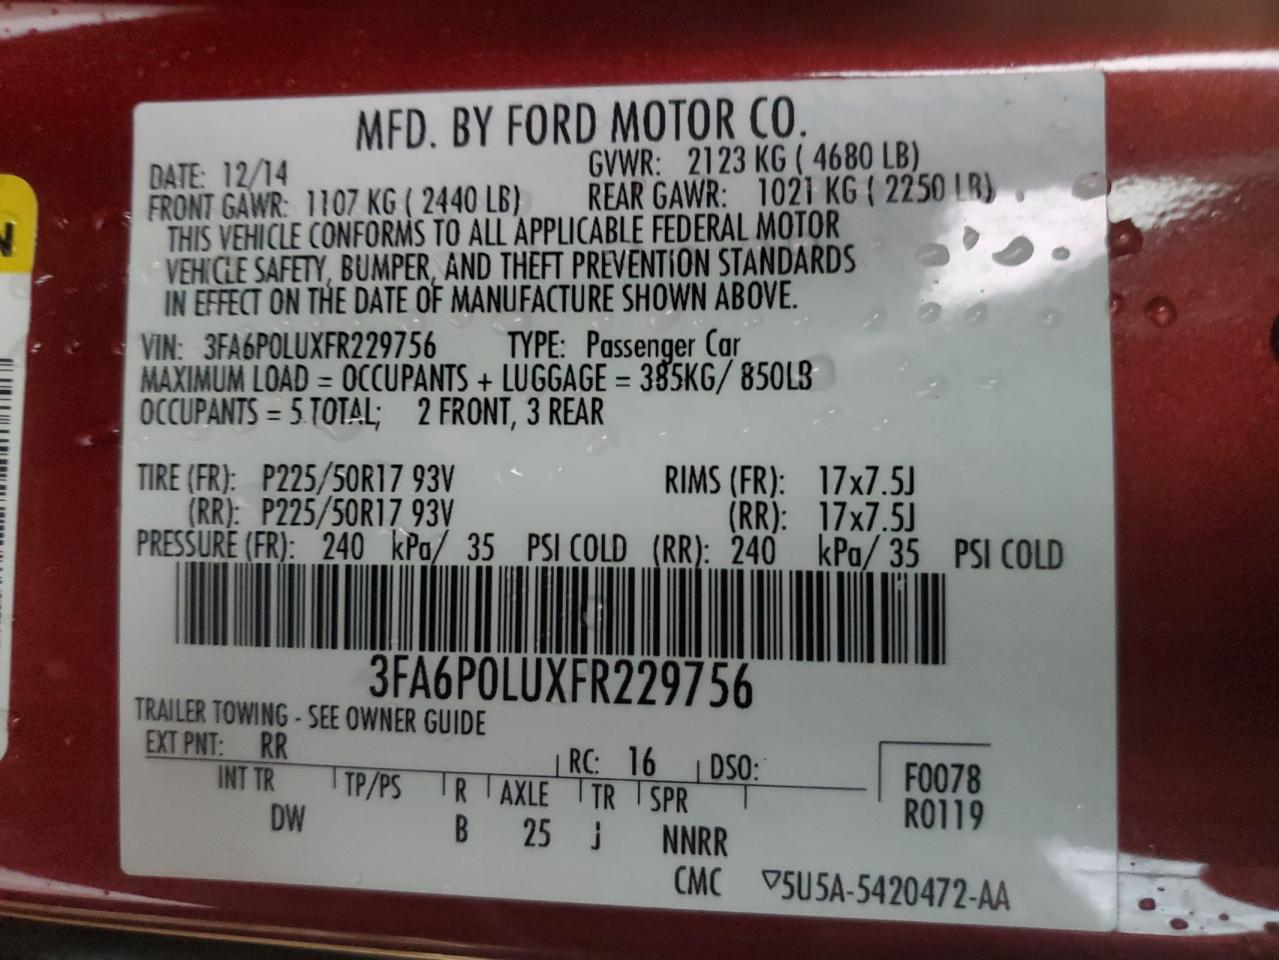 MFD. BY FORD MOTOR CO.
DATE: 12/14 GVWR: 2123 KG ( 4680 LB)
FRONT GAWR: 1107 KG ( 2440 LB) REAR GAWR: 1021 KG ( 2250 LB)
THIS VEHICLE CONFORMS TO ALL APPLICABLE FEDERAL MOTOR
VEHICLE SAFETY, BUMPER, AND THEFT PREVENTION STANDARDS
IN EFFECT ON THE DATE OF MANUFACTURE SHOWN ABOVE.
VIN: 3FA6P0LUXFR229756 TYPE: Passenger Car
MAXIMUM LOAD = OCCUPANTS + LUGGAGE = 385KG/ 850LB
OCCUPANTS = 5 TOTAL; 2 FRONT, 3 REAR
TIRE (FR): P225/50R17 93V RIMS (FR): 17x7.5J
(RR): P225/50R17 93V (RR): 17x7.5J
PRESSURE (FR): 240 kPa/ 35 PSI COLD (RR): 240 kPa/ 35 PSI COLD
3FA6P0LUXFR229756
TRAILER TOWING - SEE OWNER GUIDE
EXT PNT: RR RC: 16 DSO: F0078
INT TR TP/PS R AXLE TR SPR R0119
DW B 25 j NNRR
CMC ▽5U5A-5420472-AA
N